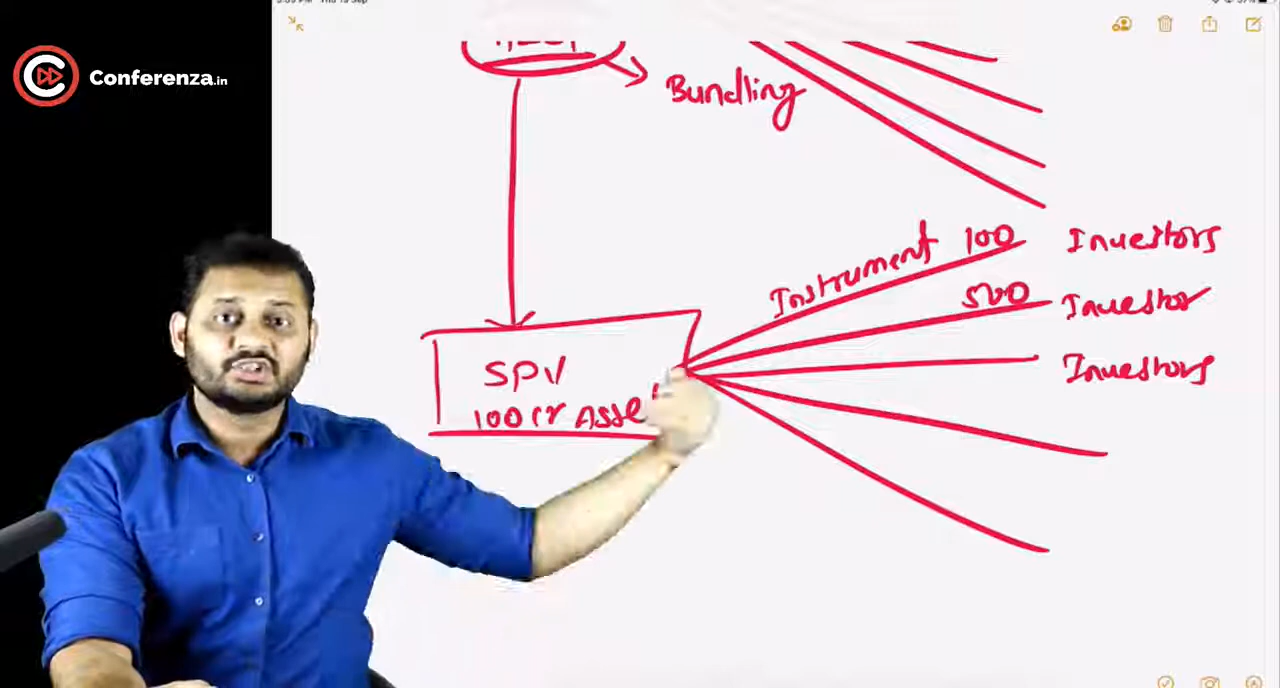 Conferenza.in
Bundling
Instrument 100 Investors
500 Investor
SPV
Investors
100 Cr Asse